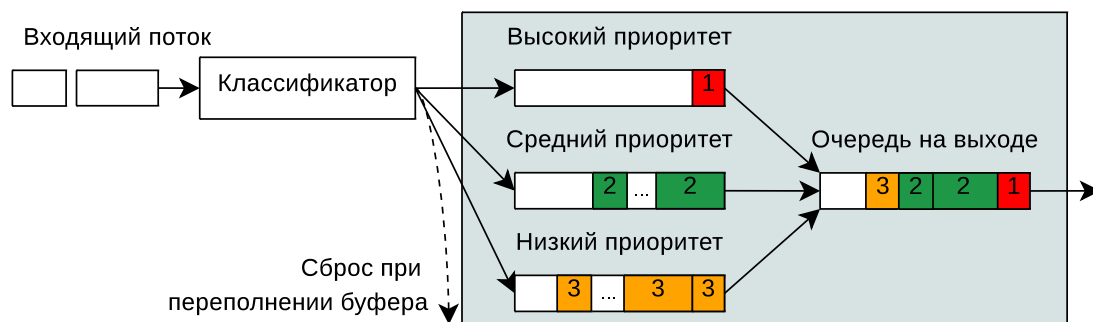 Входящий поток
Классификатор
Высокий приоритет
1
Средний приоритет
2 ... 2
Очередь на выходе
3 2 2 1
Низкий приоритет
3 ... 3 3
Сброс при
переполнении буфера